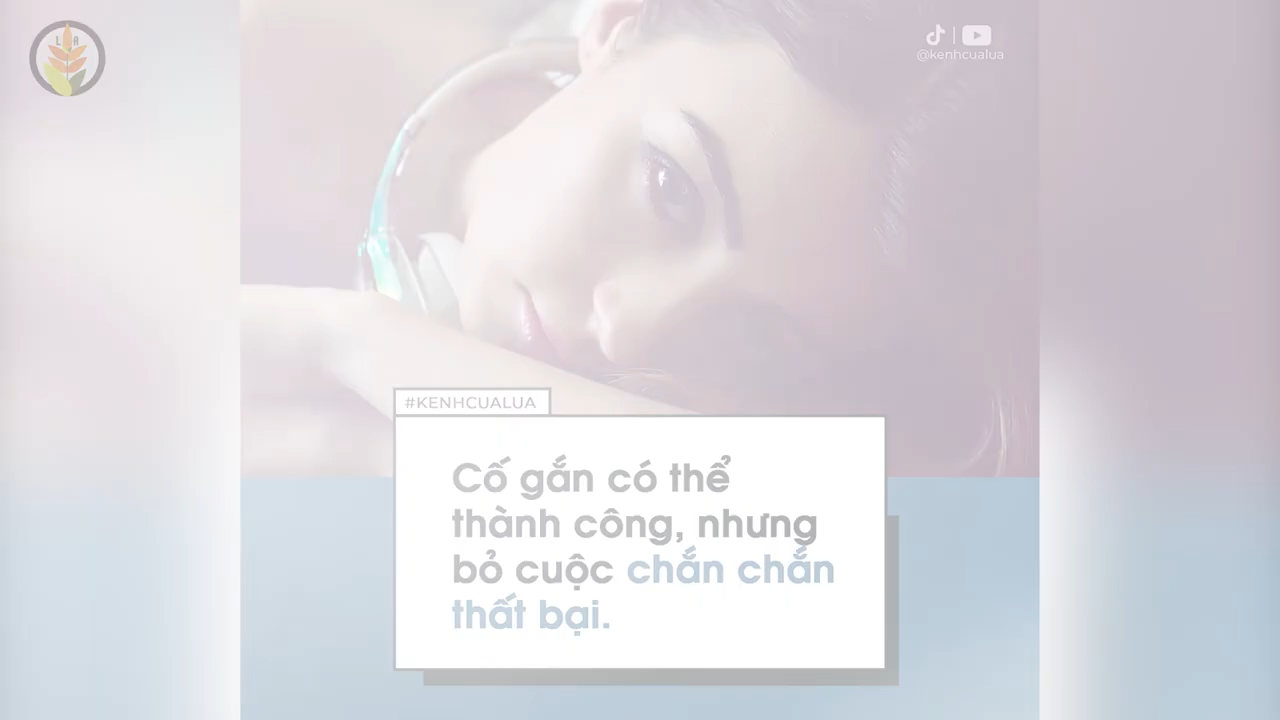 L A
@kenhcualua
#KENHCUALUA
Cố gắn có thể
thành công, nhưng
bỏ cuộc chắn chắn
thất bại.